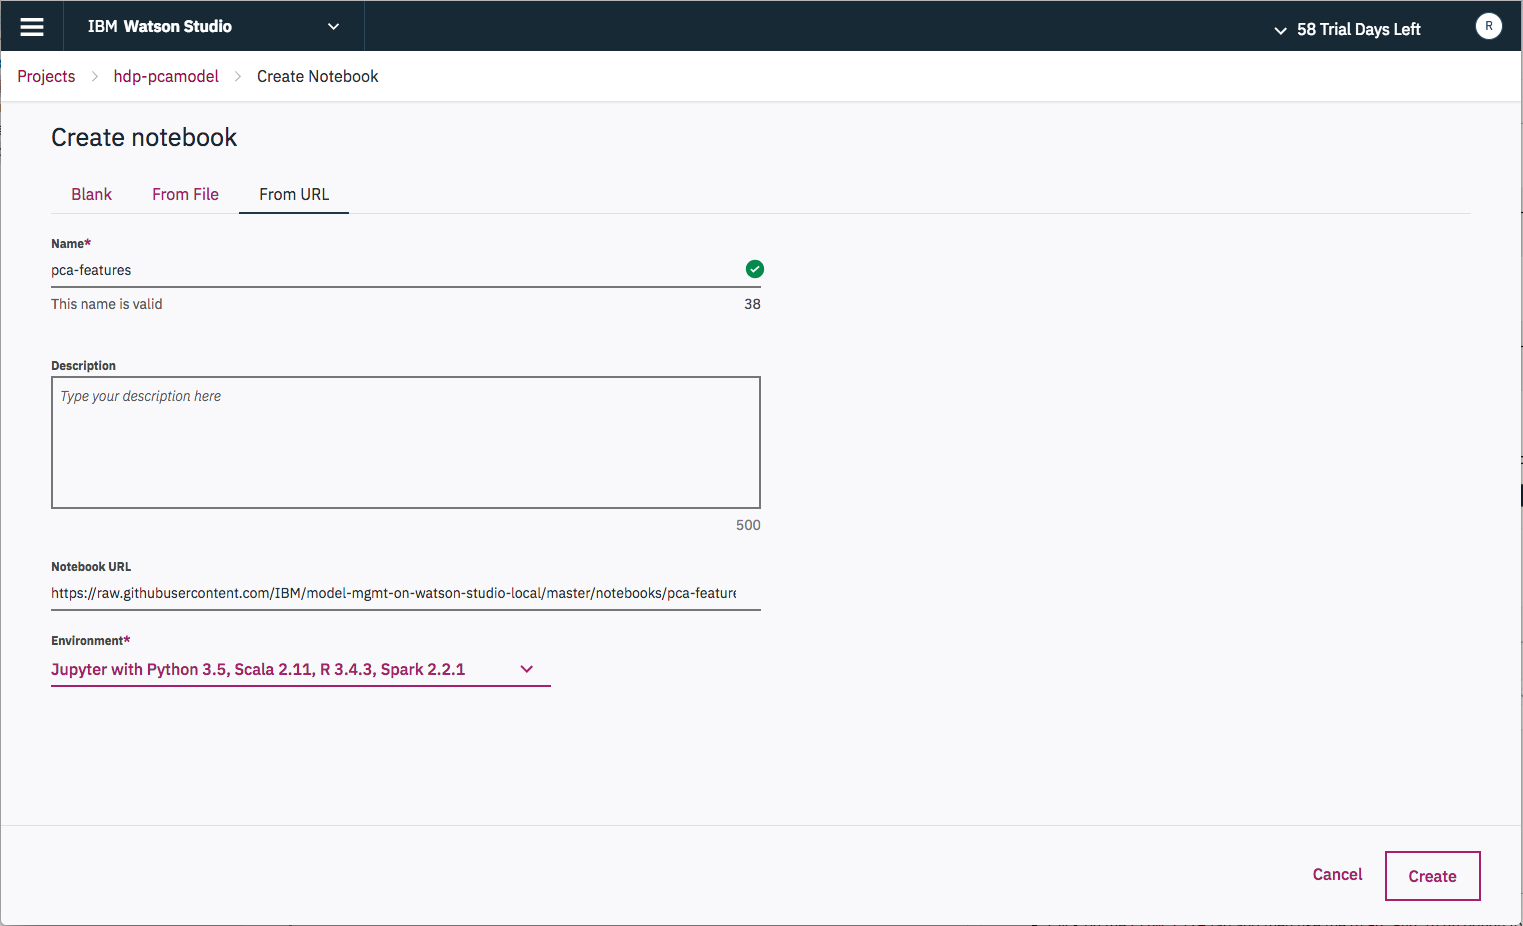 IBM Watson Studio
58 Trial Days Left
R
Projects > hdp-pcamodel > Create Notebook
Create notebook
Blank From File From URL
Name*
pca-features
This name is valid 38
Description
Type your description here
500
Notebook URL
https://raw.githubusercontent.com/IBM/model-mgmt-on-watson-studio-local/master/notebooks/pca-feature
Environment*
Jupyter with Python 3.5, Scala 2.11, R 3.4.3, Spark 2.2.1
Cancel Create